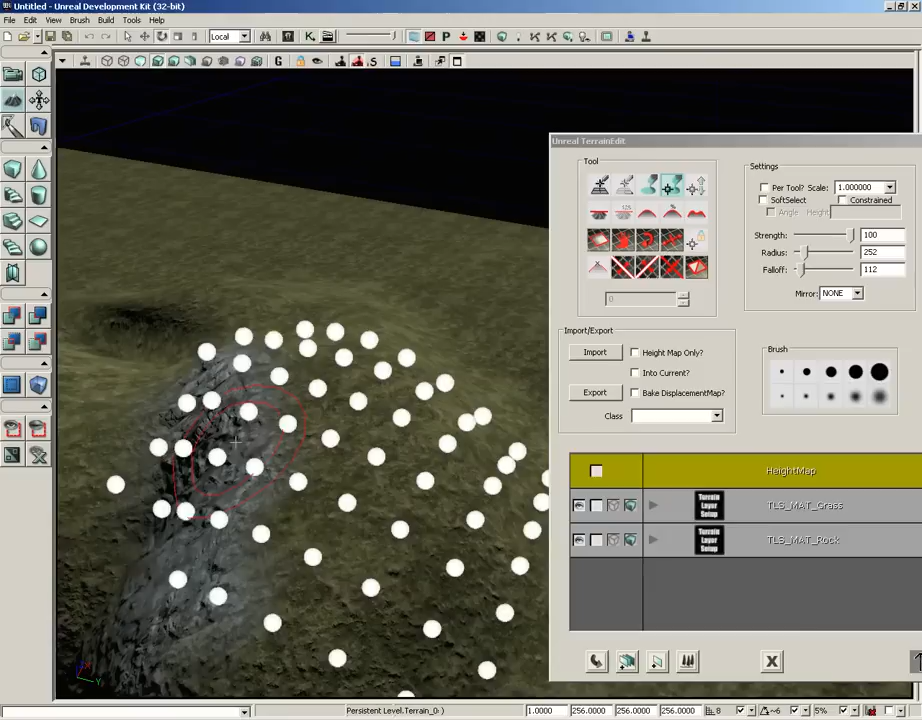 Untitled - Unreal Development Kit (32-bit)
File Edit View Brush Build Tools Help
Local
P
G
S
Unreal TerrainEdit
Tool
Settings
Per Tool? Scale: 1.000000
SoftSelect Constrained
Angle Height
Strength: 100
Radius: 252
Falloff: 112
Mirror: NONE
0
Import/Export
Import Height Map Only?
Into Current?
Export Bake DisplacementMap?
Class
Brush
HeightMap
Terrain Layer Setup TLS_MAT_Grass
Terrain Layer Setup TLS_MAT_Rock
X
Y
Persistent Level.Terrain_0( ) 1.0000 256.0000 256.0000 256.0000 8 ~6 5%